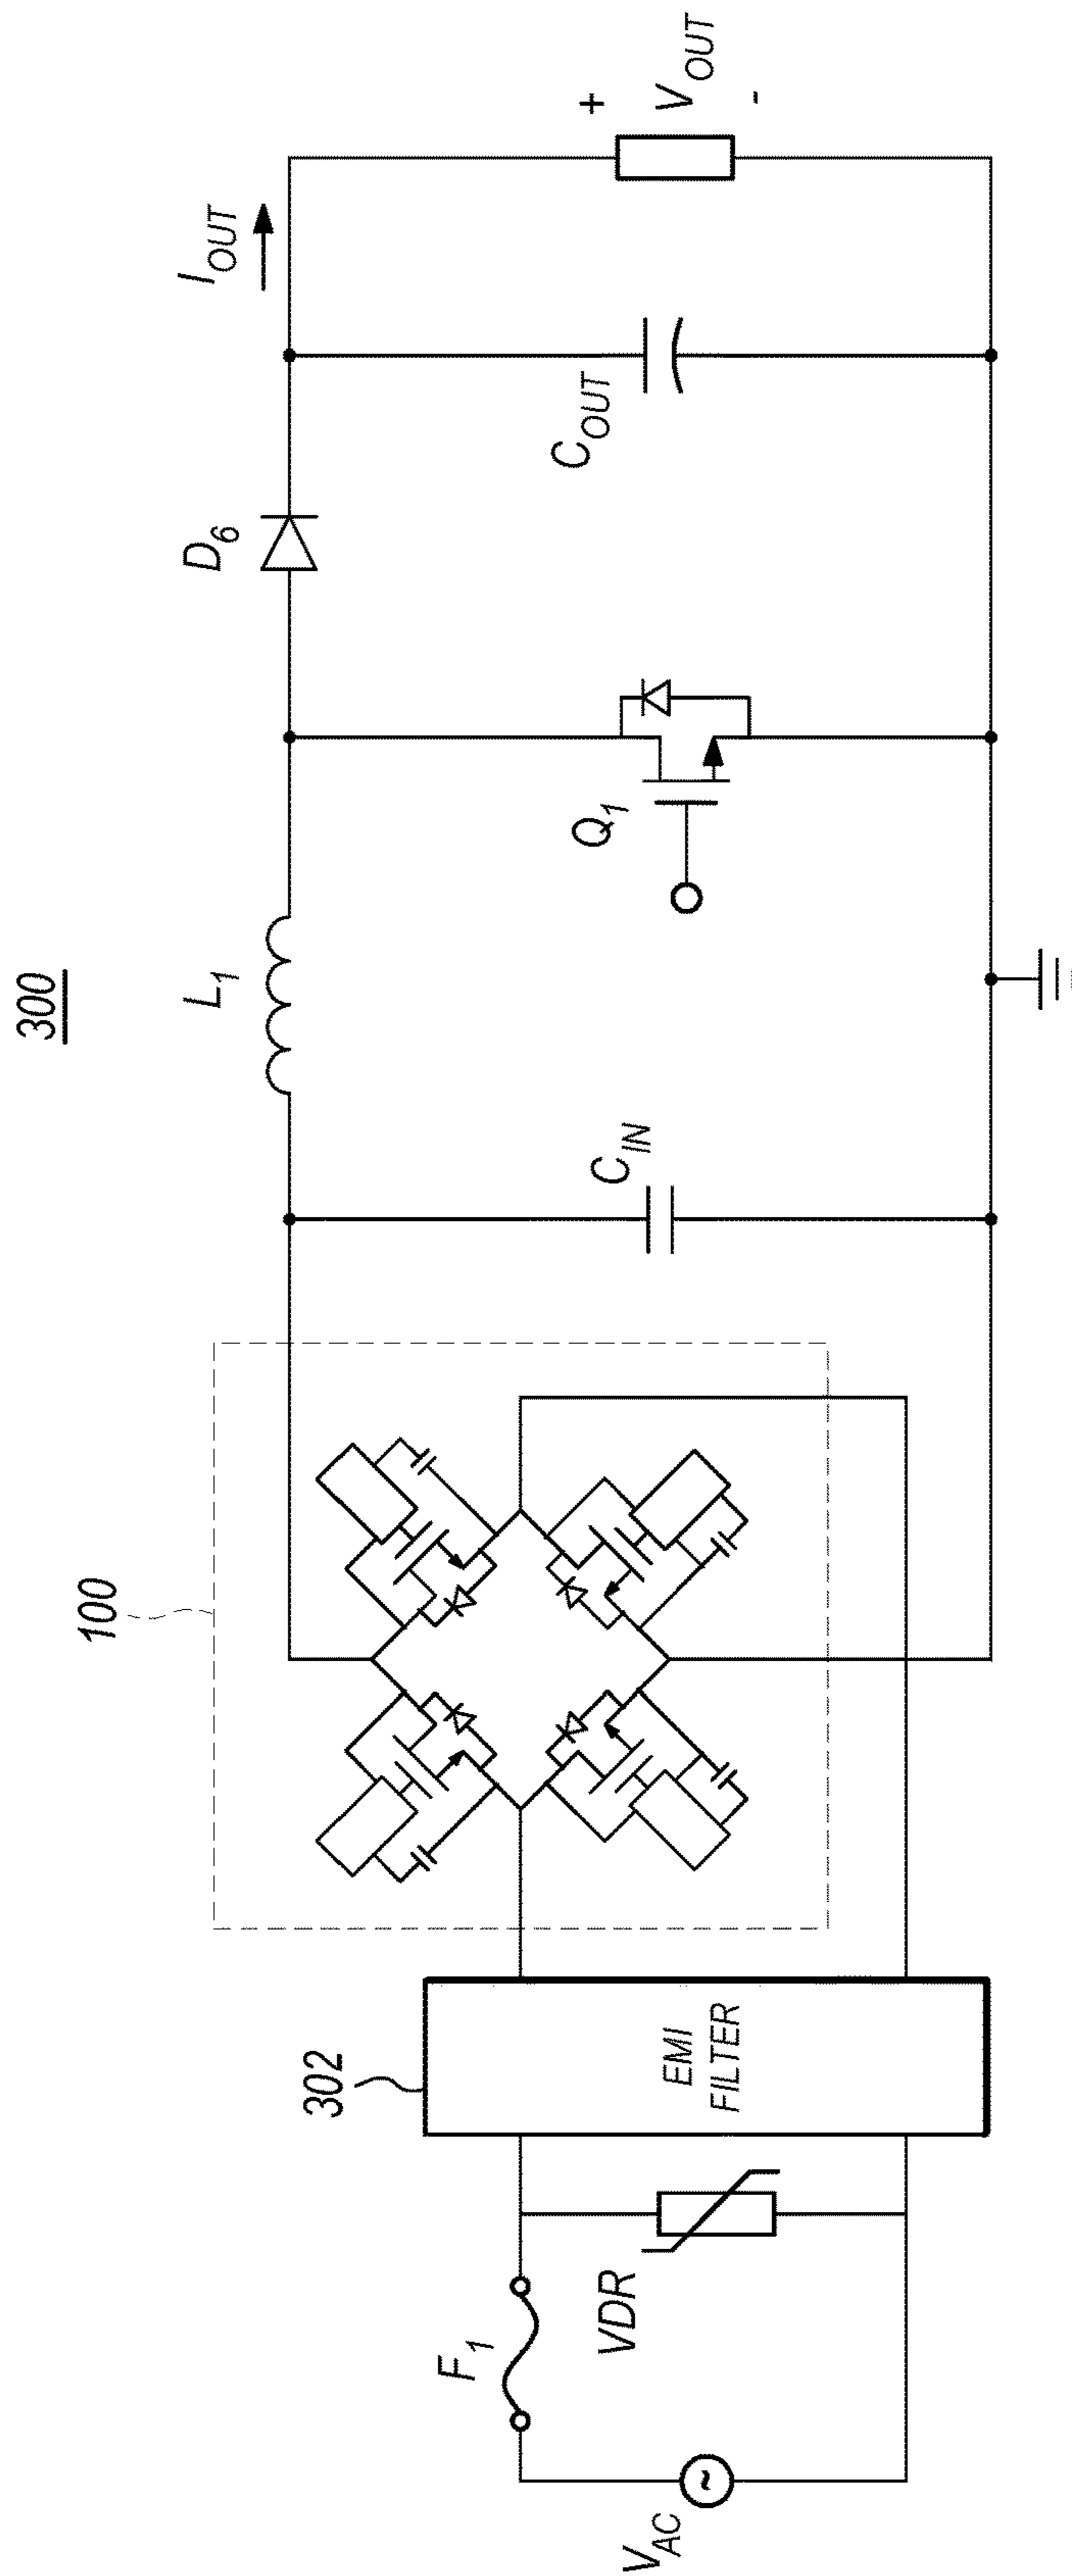 300
L1
D6
IOUT
100
CIN
Q1
COUT
+
VOUT
-
302
EMI
FILTER
F1
VDR
VAC
~